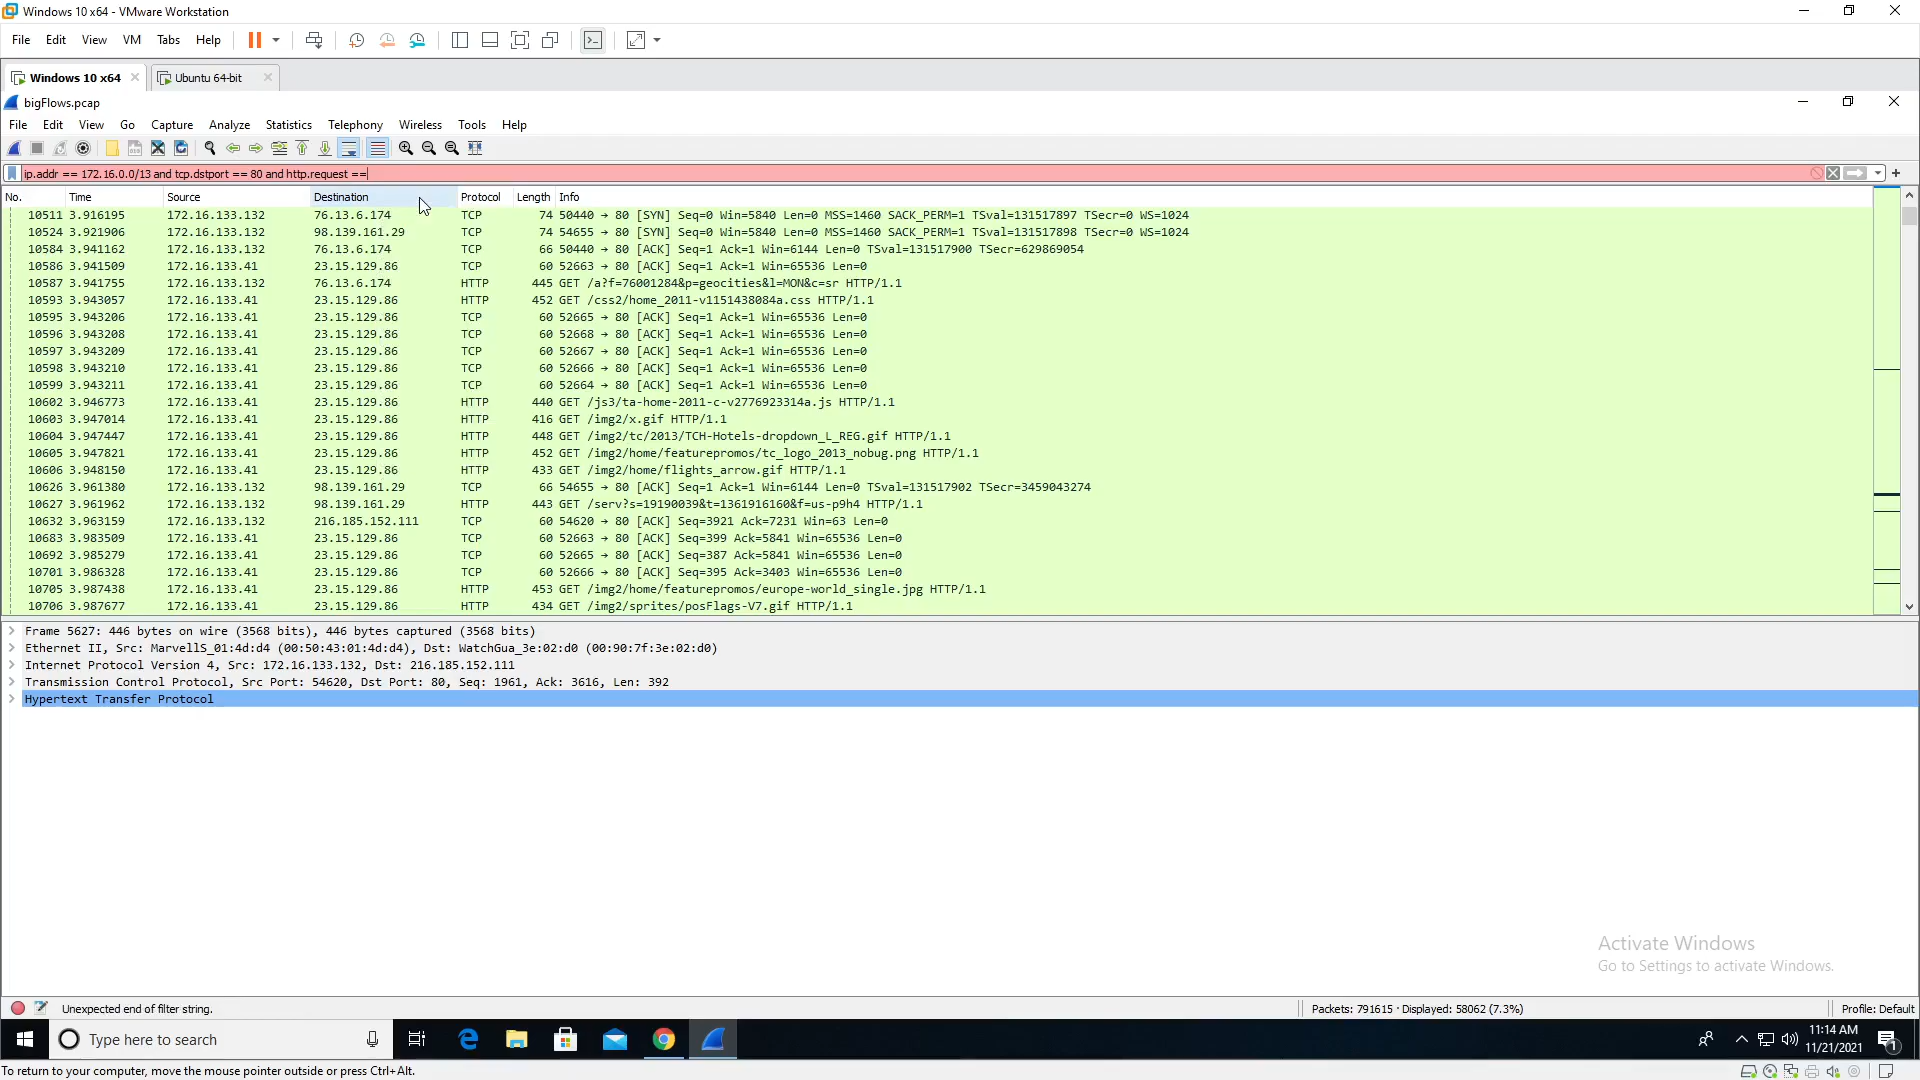 Windows 10 x64 - VMware Workstation
File Edit View VM Tabs Help
Windows 10 x64 Ubuntu 64-bit
bigFlows.pcap
File Edit View Go Capture Analyze Statistics Telephony Wireless Tools Help
ip.addr == 172.16.0.0/13 and tcp.dstport == 80 and http.request ==
No. Time Source Destination Protocol Length Info
10511 3.916195 172.16.133.132 76.13.6.174 TCP 74 50440 → 80 [SYN] Seq=0 Win=5840 Len=0 MSS=1460 SACK_PERM=1 TSval=131517897 TSecr=0 WS=1024
10524 3.921906 172.16.133.132 98.139.161.29 TCP 74 54655 → 80 [SYN] Seq=0 Win=5840 Len=0 MSS=1460 SACK_PERM=1 TSval=131517898 TSecr=0 WS=1024
10584 3.941162 172.16.133.132 76.13.6.174 TCP 66 50440 → 80 [ACK] Seq=1 Ack=1 Win=6144 Len=0 TSval=131517900 TSecr=629869054
10586 3.941509 172.16.133.41 23.15.129.86 TCP 60 52663 → 80 [ACK] Seq=1 Ack=1 Win=65536 Len=0
10587 3.941755 172.16.133.132 76.13.6.174 HTTP 445 GET /a?f=76001284&p=geocities&l=MON&c=sr HTTP/1.1
10593 3.943057 172.16.133.41 23.15.129.86 HTTP 452 GET /css2/home_2011-v1151438084a.css HTTP/1.1
10595 3.943206 172.16.133.41 23.15.129.86 TCP 60 52665 → 80 [ACK] Seq=1 Ack=1 Win=65536 Len=0
10596 3.943208 172.16.133.41 23.15.129.86 TCP 60 52668 → 80 [ACK] Seq=1 Ack=1 Win=65536 Len=0
10597 3.943209 172.16.133.41 23.15.129.86 TCP 60 52667 → 80 [ACK] Seq=1 Ack=1 Win=65536 Len=0
10598 3.943210 172.16.133.41 23.15.129.86 TCP 60 52666 → 80 [ACK] Seq=1 Ack=1 Win=65536 Len=0
10599 3.943211 172.16.133.41 23.15.129.86 TCP 60 52664 → 80 [ACK] Seq=1 Ack=1 Win=65536 Len=0
10602 3.946773 172.16.133.41 23.15.129.86 HTTP 440 GET /js3/ta-home-2011-c-v2776923314a.js HTTP/1.1
10603 3.947014 172.16.133.41 23.15.129.86 HTTP 416 GET /img2/x.gif HTTP/1.1
10604 3.947447 172.16.133.41 23.15.129.86 HTTP 448 GET /img2/tc/2013/TCH-Hotels-dropdown_L_REG.gif HTTP/1.1
10605 3.947821 172.16.133.41 23.15.129.86 HTTP 452 GET /img2/home/featurepromos/tc_logo_2013_nobug.png HTTP/1.1
10606 3.948150 172.16.133.41 23.15.129.86 HTTP 433 GET /img2/home/flights_arrow.gif HTTP/1.1
10626 3.961380 172.16.133.132 98.139.161.29 TCP 66 54655 → 80 [ACK] Seq=1 Ack=1 Win=6144 Len=0 TSval=131517902 TSecr=3459043274
10627 3.961962 172.16.133.132 98.139.161.29 HTTP 443 GET /serv?s=19190039&t=1361916160&f=us-p9h4 HTTP/1.1
10632 3.963159 172.16.133.132 216.185.152.111 TCP 60 54620 → 80 [ACK] Seq=3921 Ack=7231 Win=63 Len=0
10683 3.983509 172.16.133.41 23.15.129.86 TCP 60 52663 → 80 [ACK] Seq=399 Ack=5841 Win=65536 Len=0
10692 3.985279 172.16.133.41 23.15.129.86 TCP 60 52665 → 80 [ACK] Seq=387 Ack=5841 Win=65536 Len=0
10701 3.986328 172.16.133.41 23.15.129.86 TCP 60 52666 → 80 [ACK] Seq=395 Ack=3403 Win=65536 Len=0
10705 3.987438 172.16.133.41 23.15.129.86 HTTP 453 GET /img2/home/featurepromos/europe-world_single.jpg HTTP/1.1
10706 3.987677 172.16.133.41 23.15.129.86 HTTP 434 GET /img2/sprites/posFlags-V7.gif HTTP/1.1
Frame 5627: 446 bytes on wire (3568 bits), 446 bytes captured (3568 bits)
Ethernet II, Src: MarvellS_01:4d:d4 (00:50:43:01:4d:d4), Dst: WatchGua_3e:02:d0 (00:90:7f:3e:02:d0)
Internet Protocol Version 4, Src: 172.16.133.132, Dst: 216.185.152.111
Transmission Control Protocol, Src Port: 54620, Dst Port: 80, Seq: 1961, Ack: 3616, Len: 392
Hypertext Transfer Protocol
Activate Windows
Go to Settings to activate Windows.
Unexpected end of filter string. Packets: 791615 · Displayed: 58062 (7.3%) Profile: Default
Type here to search 11:14 AM
11/21/2021 1
To return to your computer, move the mouse pointer outside or press Ctrl+Alt.